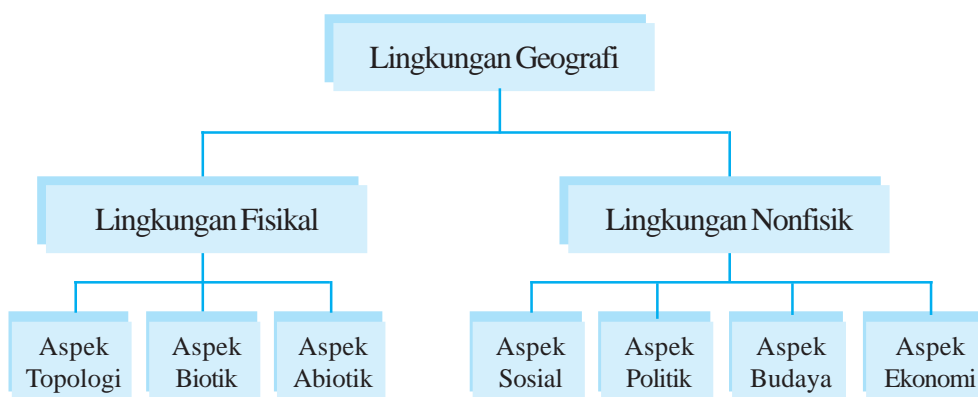 Lingkungan Geografi
Lingkungan Fisikal
Lingkungan Nonfisik
Aspek
Topologi
Aspek
Biotik
Aspek
Abiotik
Aspek
Sosial
Aspek
Politik
Aspek
Budaya
Aspek
Ekonomi